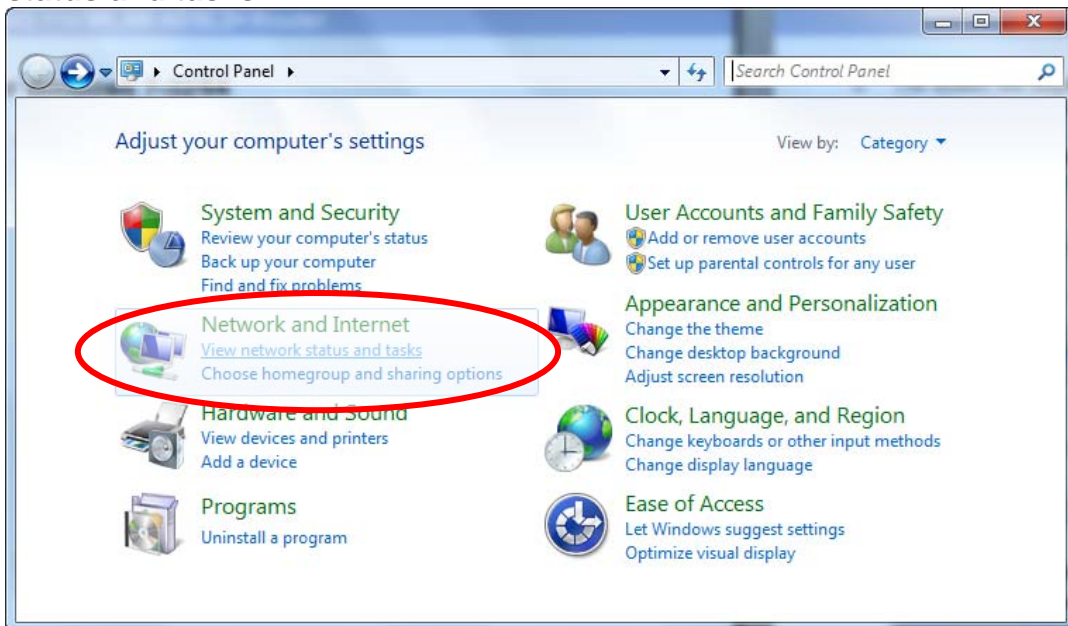 Control Panel
Search Control Panel
Adjust your computer's settings
View by: Category
System and Security
Review your computer's status
Back up your computer
Find and fix problems
Network and Internet
View network status and tasks
Choose homegroup and sharing options
Hardware and Sound
View devices and printers
Add a device
Programs
Uninstall a program
User Accounts and Family Safety
Add or remove user accounts
Set up parental controls for any user
Appearance and Personalization
Change the theme
Change desktop background
Adjust screen resolution
Clock, Language, and Region
Change keyboards or other input methods
Change display language
Ease of Access
Let Windows suggest settings
Optimize visual display